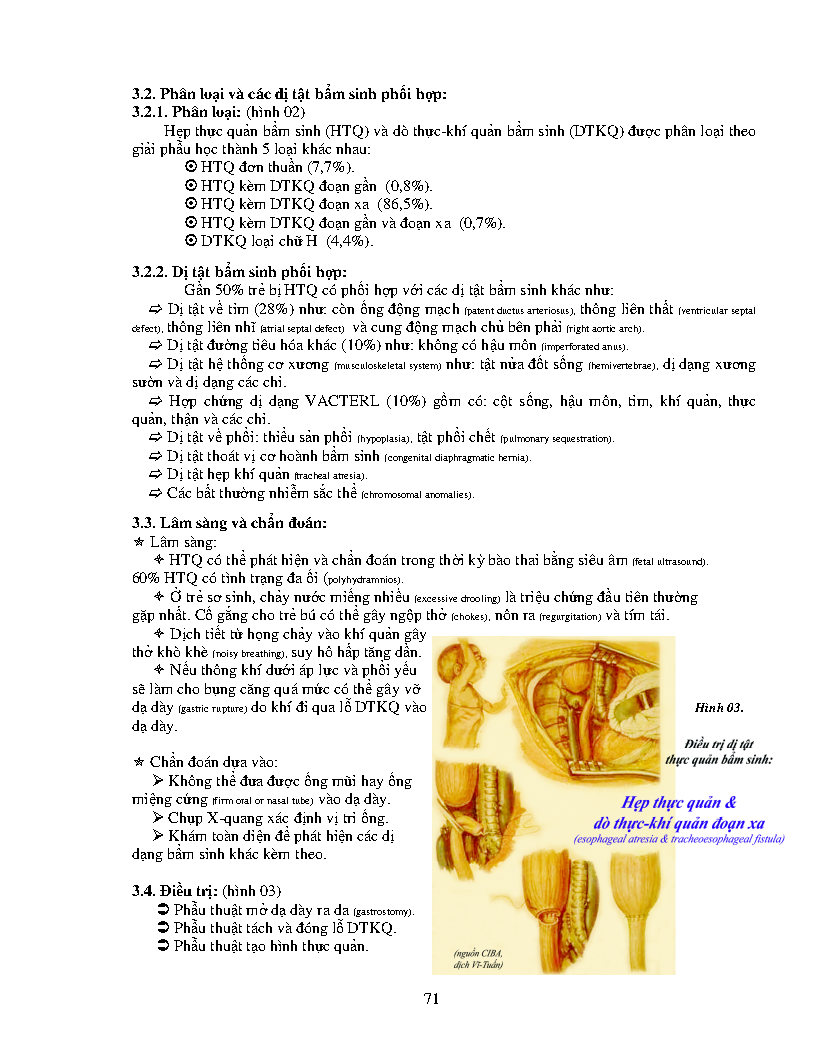 3.2. Phân loại và các dị tật bẩm sinh phối hợp:
3.2.1. Phân loại: (hình 02)
Hẹp thực quản bẩm sinh (HTQ) và dò thực-khí quản bẩm sinh (DTKQ) được phân loại theo
giải phẫu học thành 5 loại khác nhau:
HTQ đơn thuần (7,7%).
HTQ kèm DTKQ đoạn gần (0,8%).
HTQ kèm DTKQ đoạn xa (86,5%).
HTQ kèm DTKQ đoạn gần và đoạn xa (0,7%).
DTKQ loại chữ H (4,4%).
3.2.2. Dị tật bẩm sinh phối hợp:
Gần 50% trẻ bị HTQ có phối hợp với các dị tật bẩm sinh khác như:
➯ Dị tật về tim (28%) như: còn ống động mạch (patent ductus arteriosus), thông liên thất (ventricular septal
defect), thông liên nhĩ (atrial septal defect) và cung động mạch chủ bên phải (right aortic arch).
➯ Dị tật đường tiêu hóa khác (10%) như: không có hậu môn (imperforated anus).
➯ Dị tật hệ thống cơ xương (musculoskeletal system) như: tật nửa đốt sống (hemivertebrae), dị dạng xương
sườn và dị dạng các chi.
➯ Hợp chứng dị dạng VACTERL (10%) gồm có: cột sống, hậu môn, tim, khí quản, thực
quản, thận và các chi.
➯ Dị tật về phổi: thiểu sản phổi (hypoplasia), tật phổi chết (pulmonary sequestration).
➯ Dị tật thoát vị cơ hoành bẩm sinh (congenital diaphragmatic hernia).
➯ Dị tật hẹp khí quản (tracheal atresia).
➯ Các bất thường nhiễm sắc thể (chromosomal anomalies).
3.3. Lâm sàng và chẩn đoán:
✵ Lâm sàng:
✧ HTQ có thể phát hiện và chẩn đoán trong thời kỳ bào thai bằng siêu âm (fetal ultrasound).
60% HTQ có tình trạng đa ối (polyhydramnios).
✧ Ở trẻ sơ sinh, chảy nước miếng nhiều (excessive drooling) là triệu chứng đầu tiên thường
gặp nhất. Cố gắng cho trẻ bú có thể gây ngộp thở (chokes), nôn ra (regurgitation) và tím tái.
✧ Dịch tiết từ họng chảy vào khí quản gây
thở khò khè (noisy breathing), suy hô hấp tăng dần.
✧ Nếu thông khí dưới áp lực và phổi yếu
sẽ làm cho bụng căng quá mức có thể gây vỡ
dạ dày (gastric rupture) do khí đi qua lỗ DTKQ vào
dạ dày.
✵ Chẩn đoán dựa vào:
➢ Không thể đưa được ống mũi hay ống
miệng cứng (firm oral or nasal tube) vào dạ dày.
➢ Chụp X-quang xác định vị trí ống.
➢ Khám toàn diện để phát hiện các dị
dạng bẩm sinh khác kèm theo.
3.4. Điều trị: (hình 03)
➲ Phẫu thuật mở dạ dày ra da (gastrostomy).
➲ Phẫu thuật tách và đóng lỗ DTKQ.
➲ Phẫu thuật tạo hình thực quản.
Hình 03.
Điều trị dị tật
thực quản bẩm sinh:
Hẹp thực quản &
dò thực-khí quản đoạn xa
(esophageal atresia & tracheoesophageal fistula)
(nguồn CIBA,
dịch Vĩ-Tuấn)
71